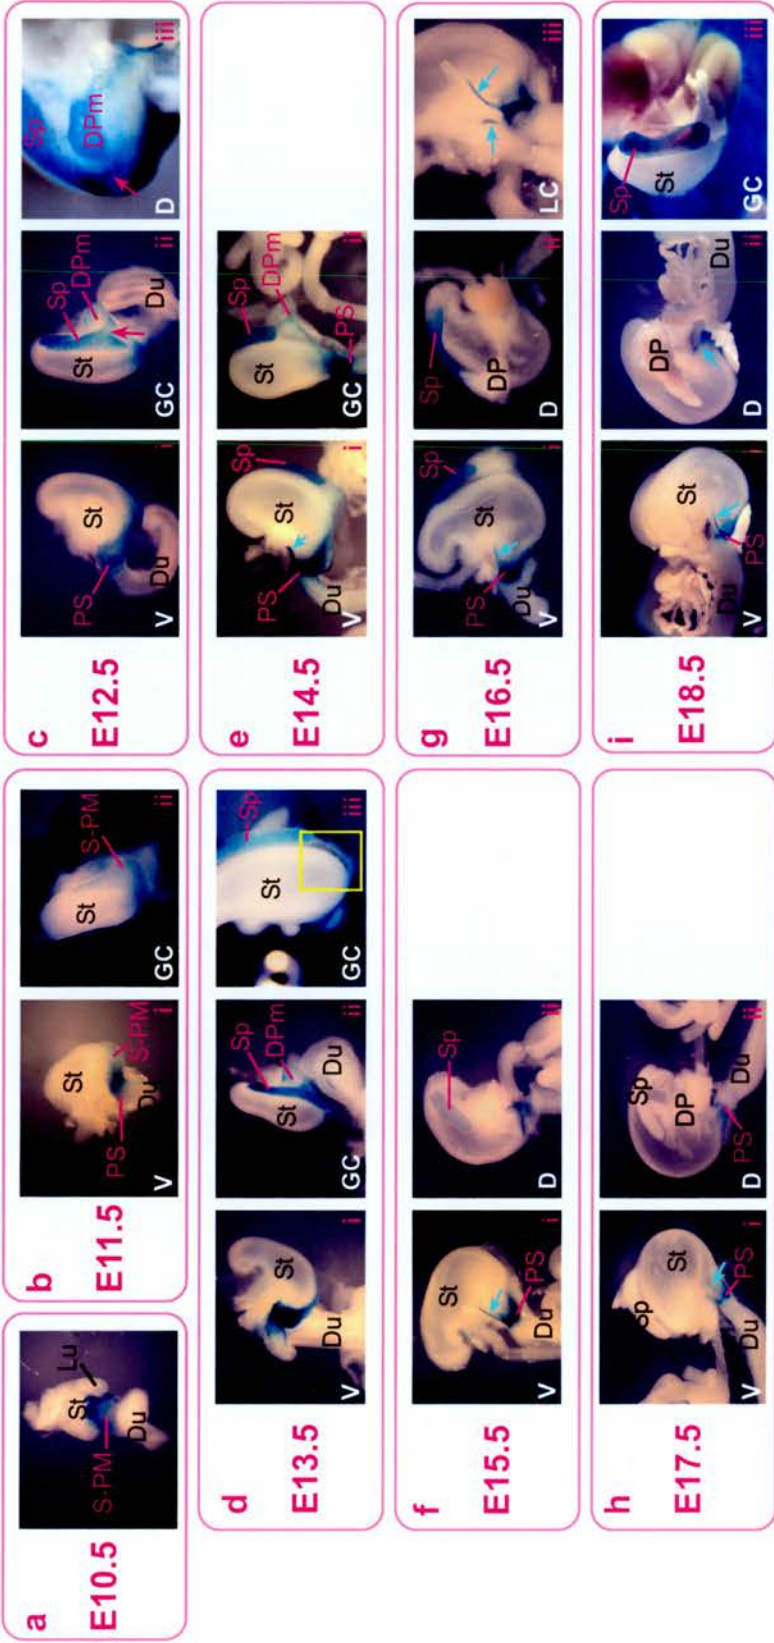 a
E10.5
S-PM
St
Lu
Du
b
E11.5
PS
St
S-PM
Du
V
i
St
S-PM
GC
ii
c
E12.5
PS
St
Du
V
i
Sp
DPm
St
Du
GC
ii
Sp
DPm
D
iii
d
E13.5
St
Du
V
i
Sp
DPm
St
Du
GC
ii
Sp
St
GC
iii
e
E14.5
Sp
St
PS
Du
V
i
Sp
DPm
St
PS
GC
ii
f
E15.5
St
PS
Du
V
i
Sp
D
ii
g
E16.5
Sp
St
PS
Du
V
i
Sp
DP
D
ii
LC
iii
h
E17.5
Sp
St
PS
Du
V
i
Sp
DP
PS
Du
D
ii
i
E18.5
St
PS
Du
V
i
DP
Du
D
ii
Sp
St
GC
iii